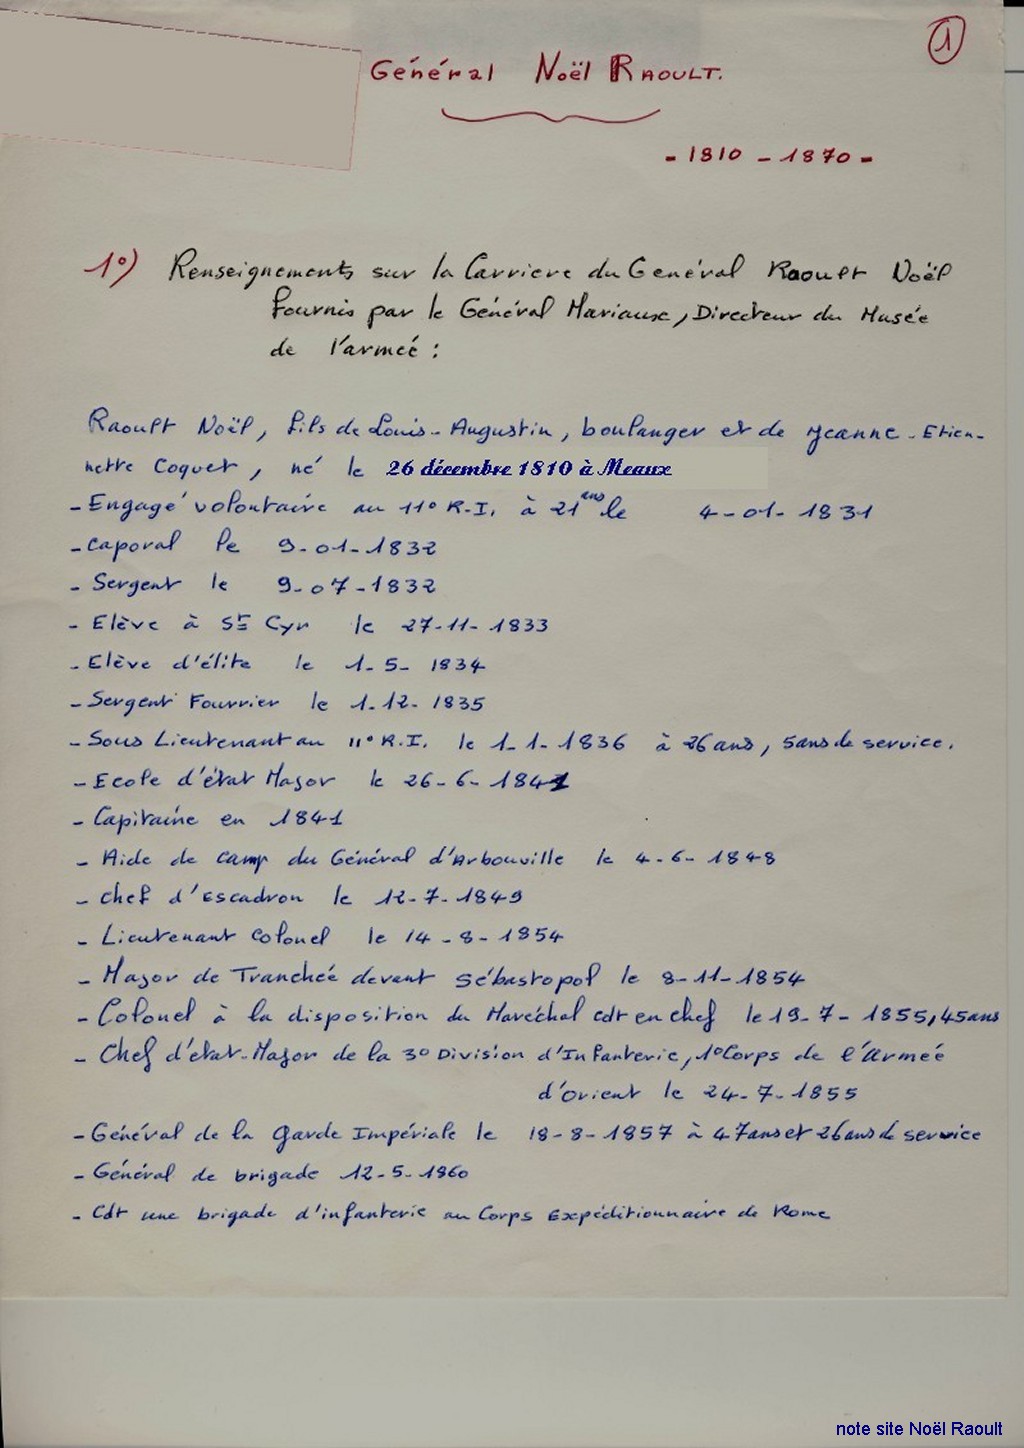 1
Général Noël RAOULT.
- 1810 - 1870 -
1°) Renseignements sur la Carriere du Genéral Raoult Noël
Fournis par le Général Mariaux, Directeur du Musée
de l'armeé :
Raoult Noël, fils de Louis-Augustin, boulanger et de Jeanne-Etien-
nette Coquet, né le 26 décembre 1810 à Meaux
- Engagé volontaire au 11° R.I. à 21 ans le 4-01-1831
- Caporal le 9-01-1832
- Sergent le 9-07-1832
- Elève à St Cyr le 27-11-1833
- Elève d'élite le 1-5-1834
- Sergent Fourrier le 1-12-1835
- Sous Lieutenant au 11° R.I. le 1-1-1836 à 26 ans, 5 ans de service.
- Ecole d'état Major le 26-6-1841
- Capitaine en 1841
- Aide de camp du Général d'Arbouville le 4-6-1848
- Chef d'Escadron le 12-7-1849
- Lieutenant Colonel le 14-8-1854
- Major de Trancheé devant Sébastopol le 8-11-1854
- Colonel à la disposition du Maréchal cdt en chef le 19-7-1855, 45 ans
- Chef d'état-Major de la 3° Division d'Infanterie, 1° Corps de l'Armeé
d'Orient le 24-7-1855
- Général de la Garde Impériale le 18-8-1857 à 47 ans et 26 ans de service
- Général de brigade 12-5-1860
- Cdt une brigade d'infanterie au Corps Expéditionnaire de Rome
note site Noël Raoult